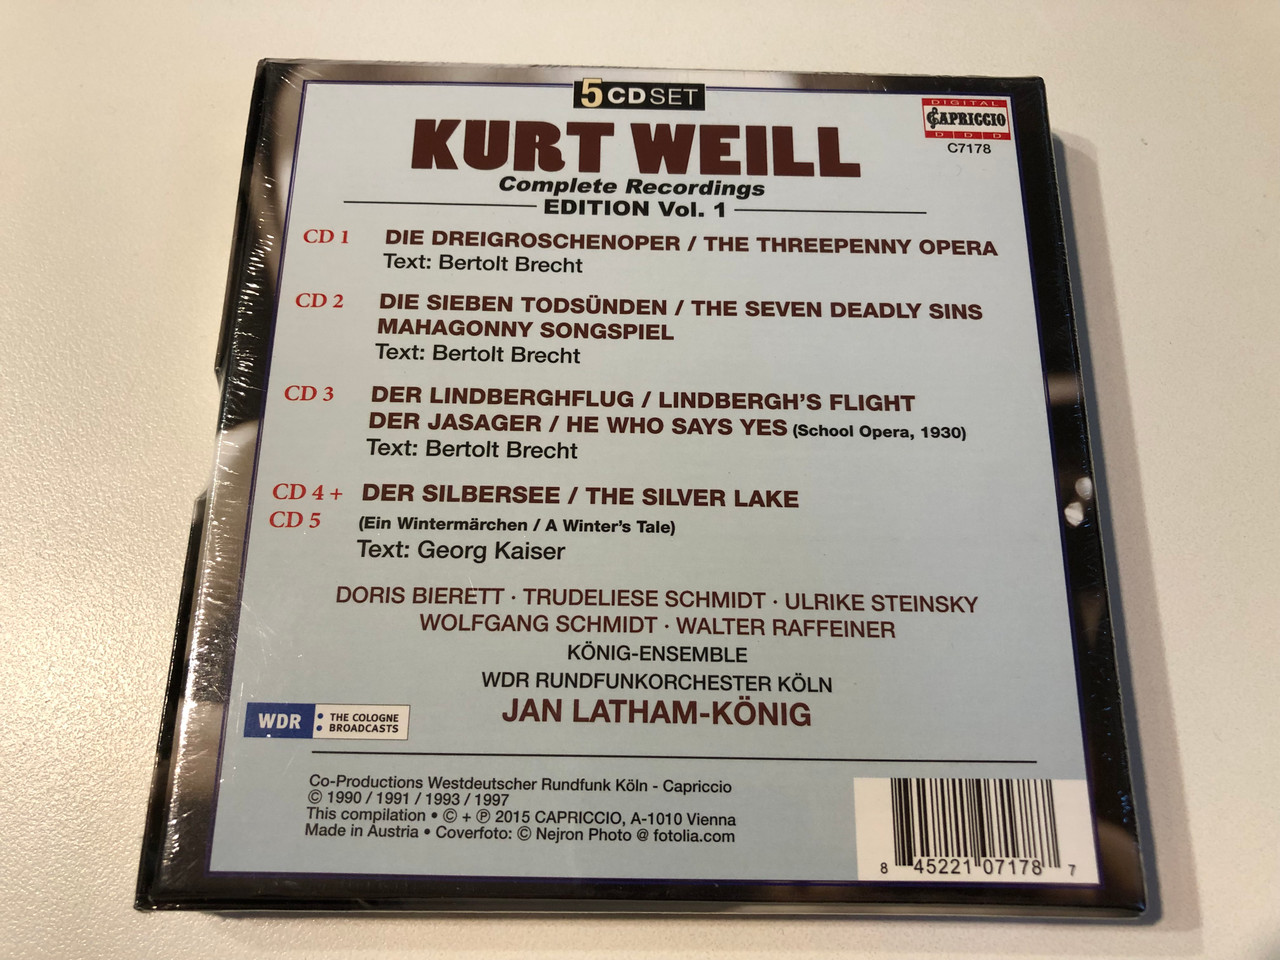 5 CD SET
DIGITAL
CAPRICCIO
D D D
C7178
KURT WEILL
Complete Recordings
EDITION Vol. 1
CD 1 DIE DREIGROSCHENOPER / THE THREEPENNY OPERA
Text: Bertolt Brecht
CD 2 DIE SIEBEN TODSÜNDEN / THE SEVEN DEADLY SINS
MAHAGONNY SONGSPIEL
Text: Bertolt Brecht
CD 3 DER LINDBERGHFLUG / LINDBERGH'S FLIGHT
DER JASAGER / HE WHO SAYS YES (School Opera, 1930)
Text: Bertolt Brecht
CD 4 + DER SILBERSEE / THE SILVER LAKE
CD 5 (Ein Wintermärchen / A Winter's Tale)
Text: Georg Kaiser
DORIS BIERETT · TRUDELIESE SCHMIDT · ULRIKE STEINSKY
WOLFGANG SCHMIDT · WALTER RAFFEINER
KÖNIG-ENSEMBLE
WDR RUNDFUNKORCHESTER KÖLN
JAN LATHAM-KÖNIG
WDR THE COLOGNE
BROADCASTS
Co-Productions Westdeutscher Rundfunk Köln - Capriccio
© 1990 / 1991 / 1993 / 1997
This compilation • © + ℗ 2015 CAPRICCIO, A-1010 Vienna
Made in Austria • Coverfoto: © Nejron Photo @ fotolia.com
8 45221 07178 7